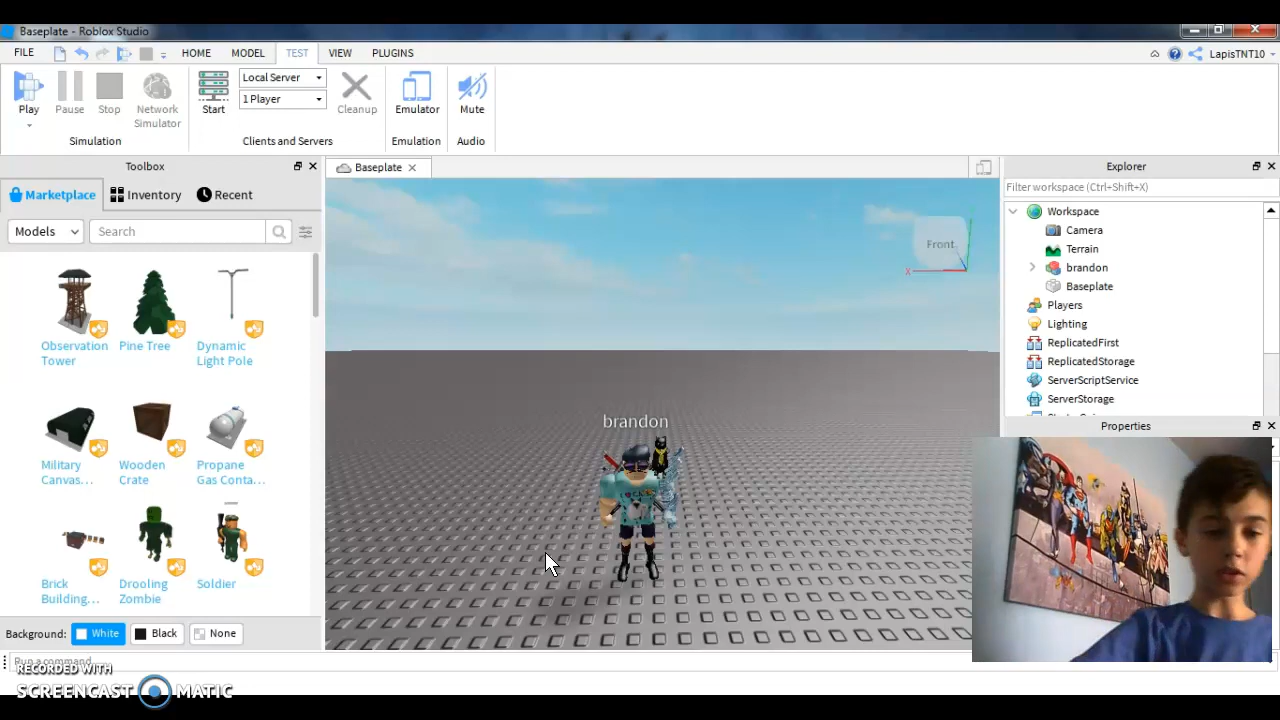 Baseplate - Roblox Studio
FILE
HOME
MODEL
TEST
VIEW
PLUGINS
LapisTNT10
Play
Pause
Stop
Network Simulator
Start
Local Server
1 Player
Cleanup
Emulator
Mute
Simulation
Clients and Servers
Emulation
Audio
Toolbox
Marketplace
Inventory
Recent
Models
Search
Observation Tower
Pine Tree
Dynamic Light Pole
Military Canvas...
Wooden Crate
Propane Gas Conta...
Brick Building...
Drooling Zombie
Soldier
Background:
White
Black
None
Baseplate
Front
X
brandon
Explorer
Filter workspace (Ctrl+Shift+X)
Workspace
Camera
Terrain
brandon
Baseplate
Players
Lighting
ReplicatedFirst
ReplicatedStorage
ServerScriptService
ServerStorage
Properties
Run a command
RECORDED WITH
SCREENCAST MATIC